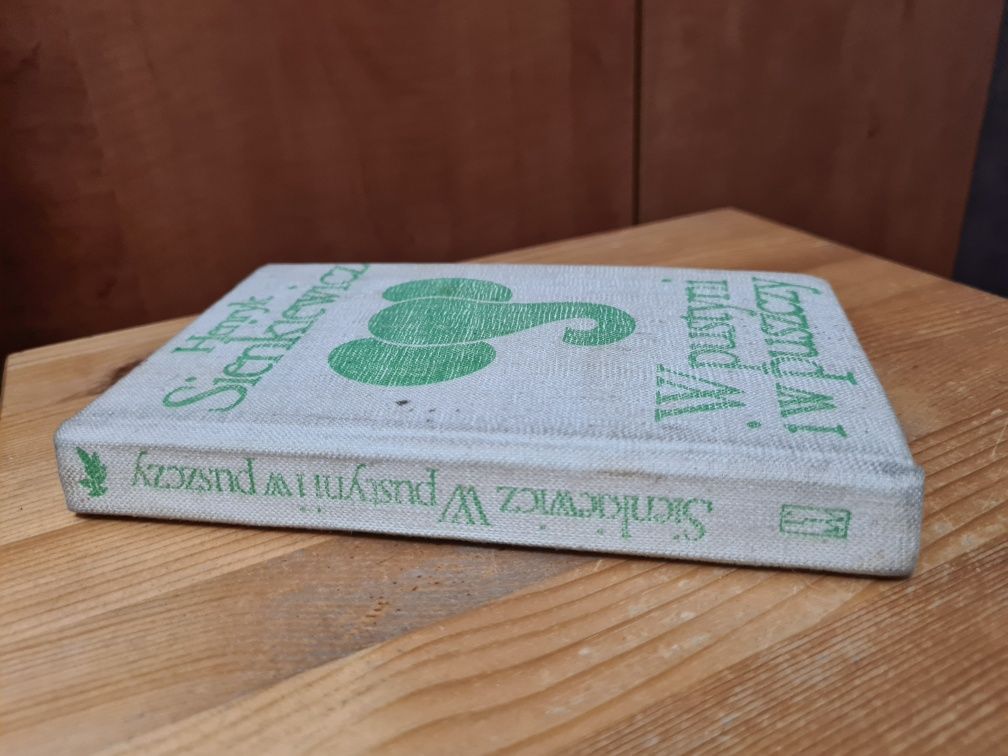 Henryk
Sienkiewicz
W pustyni
i w puszczy
Sienkiewicz W pustyni i w puszczy